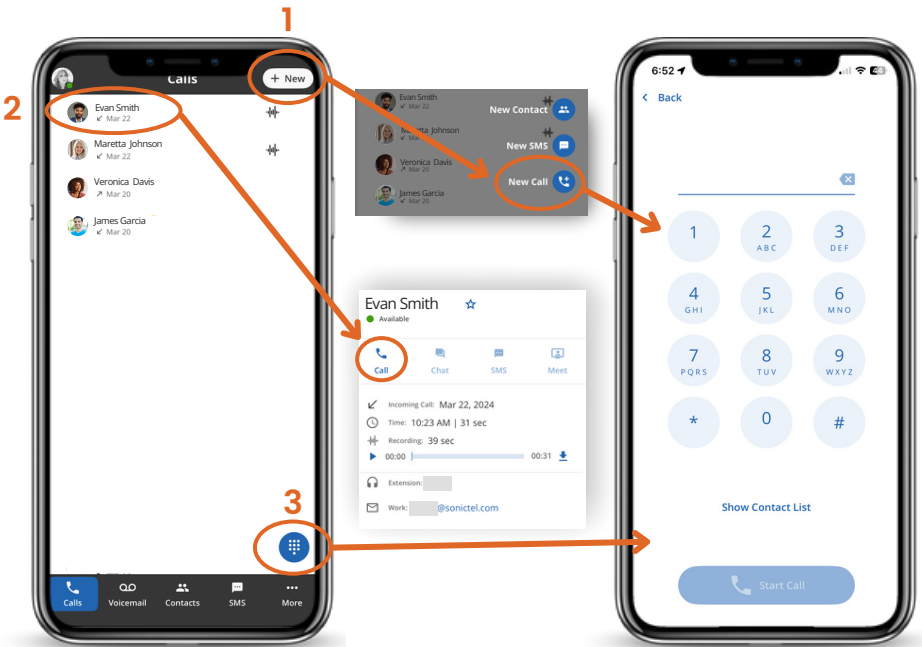 1
2
3
Calls
+ New
Evan Smith
Mar 22
Maretta Johnson
Mar 22
Veronica Davis
Mar 20
James Garcia
Mar 20
Calls
Voicemail
Contacts
SMS
More
Evan Smith
Mar 22
Maretta Johnson
Mar 22
Veronica Davis
Mar 20
James Garcia
Mar 20
New Contact
New SMS
New Call
Evan Smith
Available
Call Chat SMS Meet
Incoming Call: Mar 22, 2024
Time: 10:23 AM | 31 sec
Recording: 39 sec
00:00 00:31
Extension:
Work: @sonictel.com
6:52 44
< Back
1 2 3
ABC DEF
4 5 6
GHI JKL MNO
7 8 9
PQRS TUV WXYZ
* 0 #
Show Contact List
Start Call